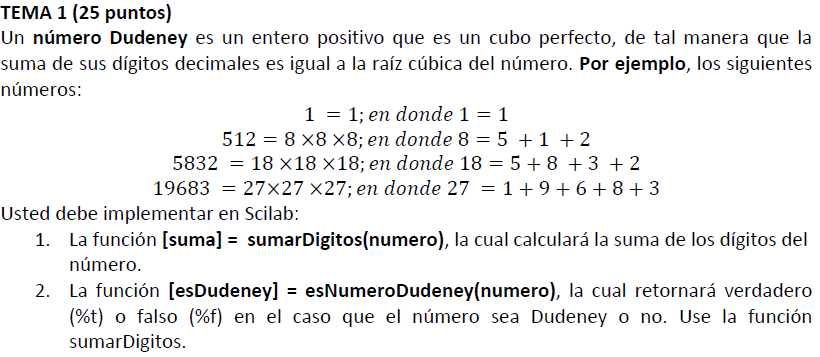 TEMA 1 (25 puntos)
Un número Dudeney es un entero positivo que es un cubo perfecto, de tal manera que la
suma de sus dígitos decimales es igual a la raíz cúbica del número. Por ejemplo, los siguientes
números:
1 = 1; en donde 1 = 1
512 = 8 ×8 ×8; en donde 8 = 5 + 1 + 2
5832 = 18 ×18 ×18; en donde 18 = 5 + 8 + 3 + 2
19683 = 27×27 ×27; en donde 27 = 1 + 9 + 6 + 8 + 3
Usted debe implementar en Scilab:
1. La función [suma] = sumarDigitos(numero), la cual calculará la suma de los dígitos del
número.
2. La función [esDudeney] = esNumeroDudeney(numero), la cual retornará verdadero
(%t) o falso (%f) en el caso que el número sea Dudeney o no. Use la función
sumarDigitos.